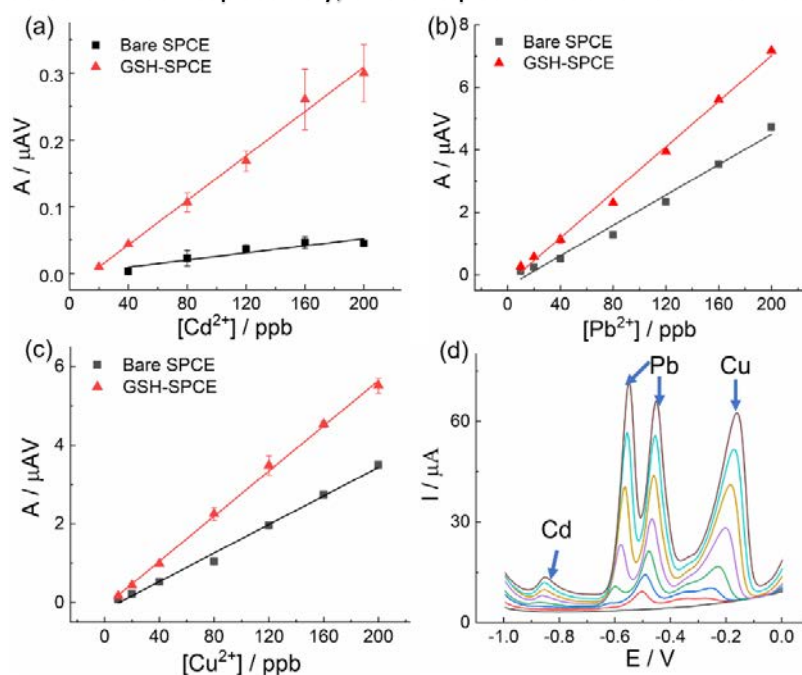 (a)
Bare SPCE
GSH-SPCE
0.3
0.2
0.1
0.0
A / μAV
0 40 80 120 160 200
[Cd²⁺] / ppb
(b)
Bare SPCE
GSH-SPCE
8
6
4
2
0
A / μAV
0 40 80 120 160 200
[Pb²⁺] / ppb
(c)
Bare SPCE
GSH-SPCE
6
4
2
0
A / μAV
0 40 80 120 160 200
[Cu²⁺] / ppb
(d)
Pb
Cu
Cd
90
60
30
0
I / μA
-1.0 -0.8 -0.6 -0.4 -0.2 0.0
E / V